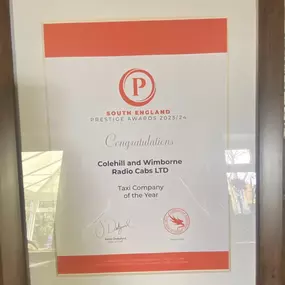 P
SOUTH ENGLAND
PRESTIGE AWARDS 2023/24
Congratulations
Colehill and Wimborne
Radio Cabs LTD
Taxi Company
of the Year